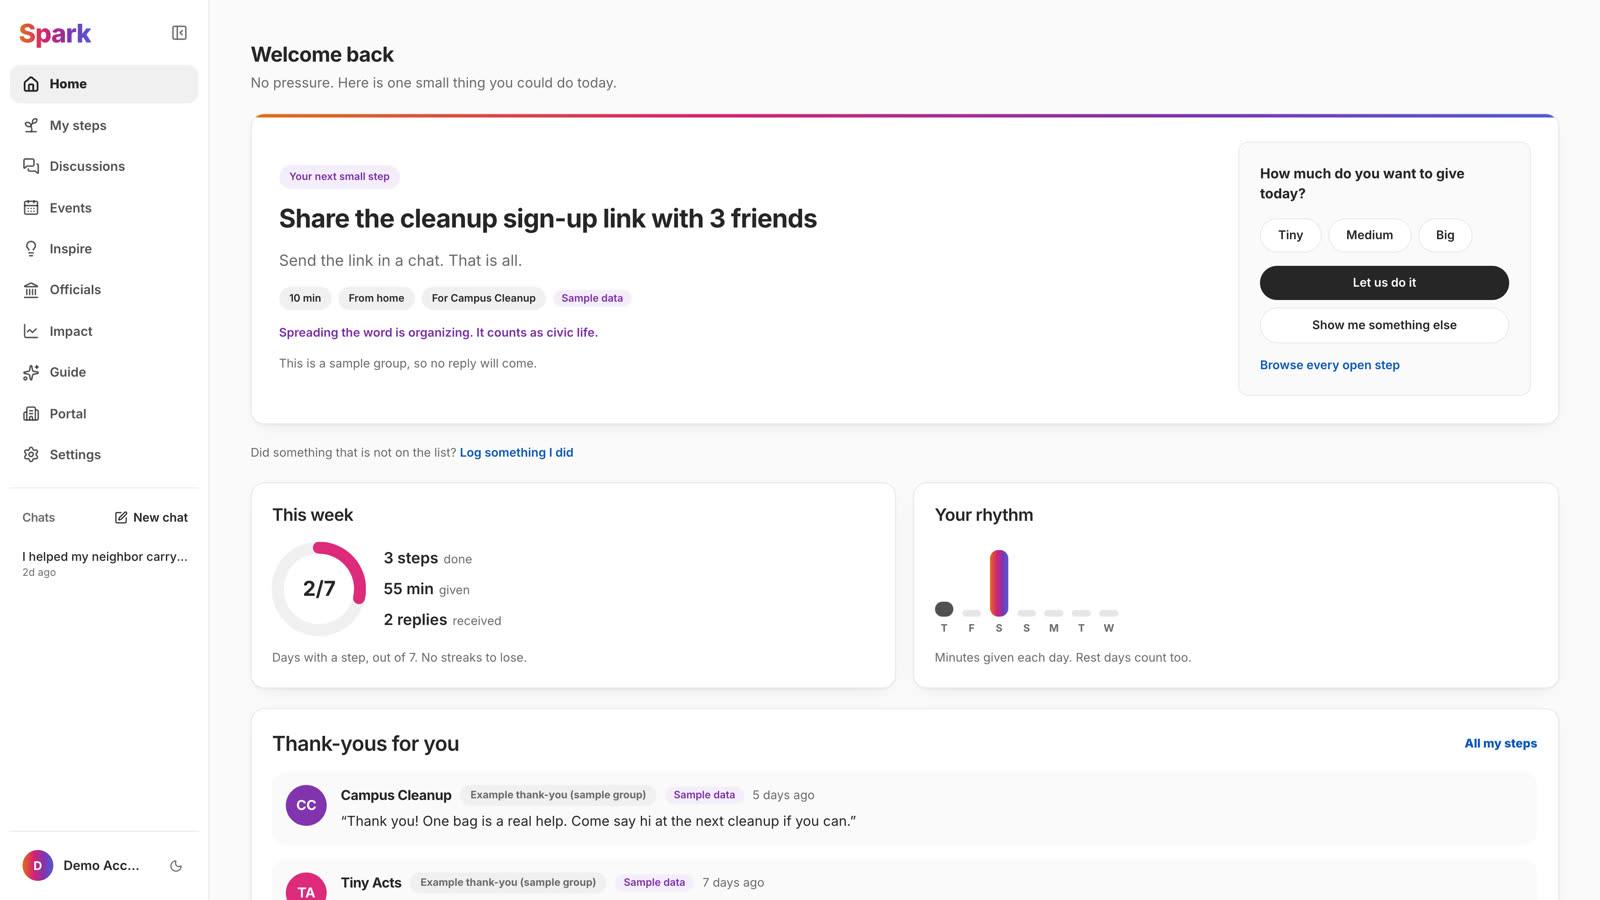 Spark
Home
My steps
Discussions
Events
Inspire
Officials
Impact
Guide
Portal
Settings
Chats
New chat
I helped my neighbor carry...
2d ago
D
Demo Acc...
Welcome back
No pressure. Here is one small thing you could do today.
Your next small step
Share the cleanup sign-up link with 3 friends
Send the link in a chat. That is all.
10 min
From home
For Campus Cleanup
Sample data
Spreading the word is organizing. It counts as civic life.
This is a sample group, so no reply will come.
How much do you want to give
today?
Tiny
Medium
Big
Let us do it
Show me something else
Browse every open step
Did something that is not on the list? Log something I did
This week
2/7
3 steps done
55 min given
2 replies received
Days with a step, out of 7. No streaks to lose.
Your rhythm
T F S S M T W
Minutes given each day. Rest days count too.
Thank-yous for you
All my steps
CC
Campus Cleanup
Example thank-you (sample group)
Sample data
5 days ago
“Thank you! One bag is a real help. Come say hi at the next cleanup if you can.”
TA
Tiny Acts
Example thank-you (sample group)
Sample data
7 days ago